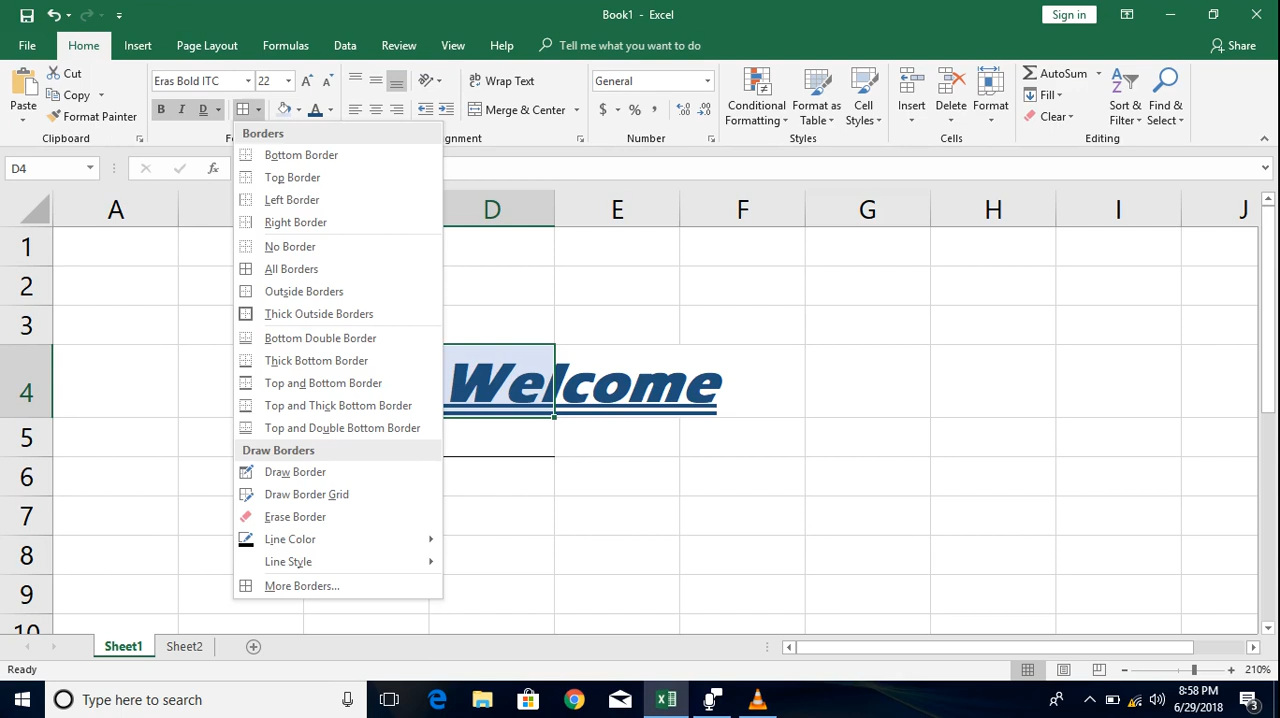 Book1 - Excel
Sign in
File Home Insert Page Layout Formulas Data Review View Help Tell me what you want to do Share
Paste
Cut
Copy
Format Painter
Clipboard
Eras Bold ITC 22
B I D
A
Wrap Text
Merge & Center
General
$ % ,
Number
Conditional Formatting
Format as Table
Cell Styles
Styles
Insert
Delete
Format
Cells
AutoSum
Fill
Clear
Sort & Filter
Find & Select
Editing
D4
fx
Borders
Bottom Border
Top Border
Left Border
Right Border
No Border
All Borders
Outside Borders
Thick Outside Borders
Bottom Double Border
Thick Bottom Border
Top and Bottom Border
Top and Thick Bottom Border
Top and Double Bottom Border
Draw Borders
Draw Border
Draw Border Grid
Erase Border
Line Color
Line Style
More Borders...
A D E F G H I J
1
2
3
4 Welcome
5
6
7
8
9
10
Sheet1 Sheet2
Ready
210%
Type here to search
8:58 PM
6/29/2018
3